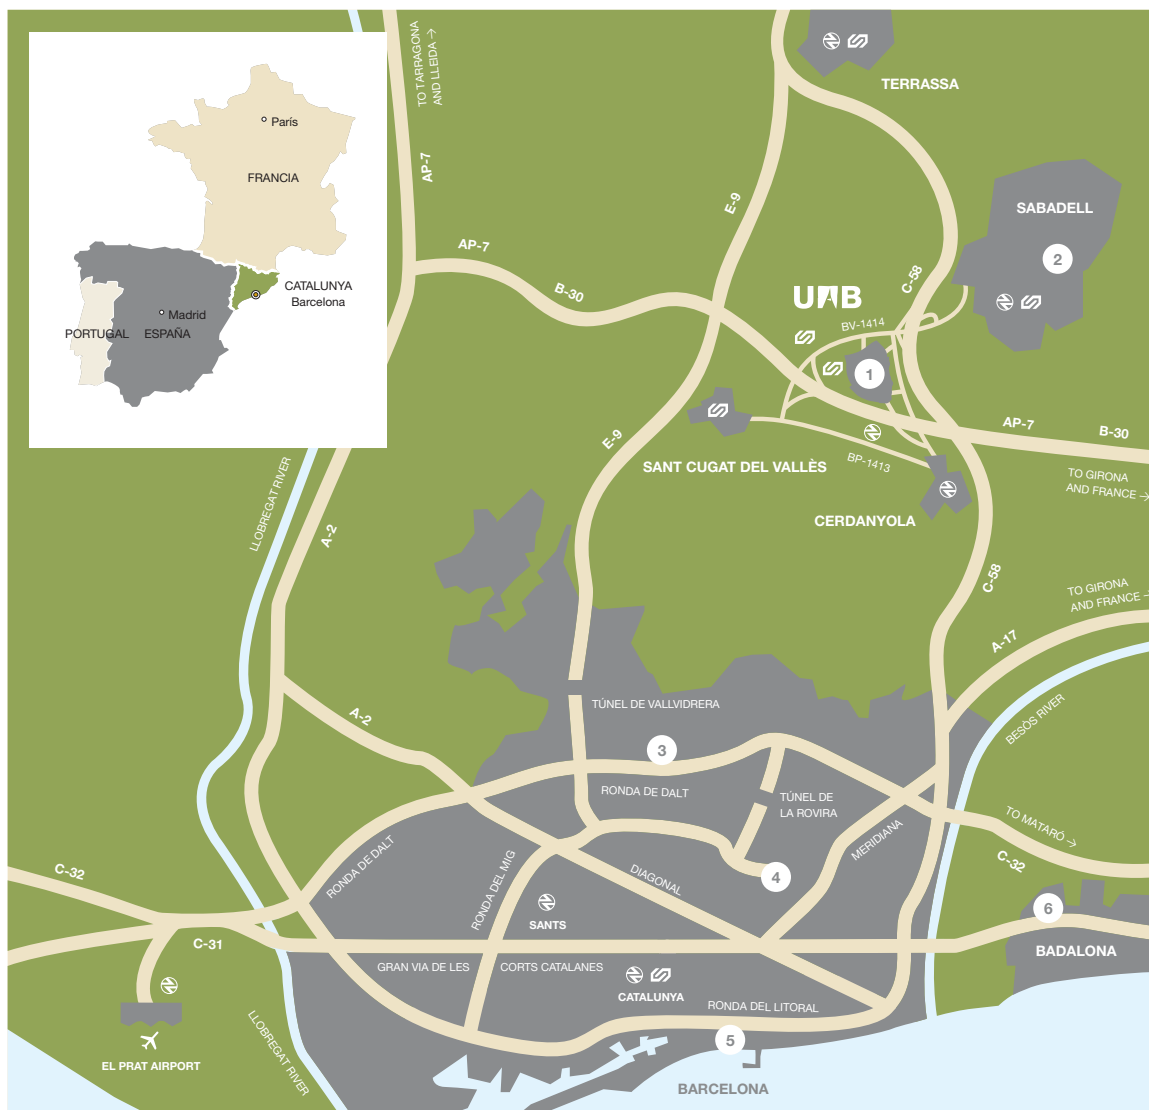 TO TARRAGONA
AND LLEIDA →
TERRASSA
París
FRANCIA
AP-7
E-9
SABADELL
2
AP-7
C-58
CATALUNYA
Barcelona
B-30
UAB
Madrid
PORTUGAL
ESPAÑA
BV-1414
1
AP-7
B-30
E-9
SANT CUGAT DEL VALLÈS
BP-1413
TO GIRONA
AND FRANCE →
LLOBREGAT RIVER
A-2
CERDANYOLA
C-58
TO GIRONA
AND FRANCE →
A-17
TÚNEL DE VALLVIDRERA
A-2
BESÒS RIVER
3
RONDA DE DALT
TÚNEL DE
LA ROVIRA
TO MATARÓ →
C-32
C-32
RONDA DE DALT
RONDA DEL MIG
DIAGONAL
MERIDIANA
4
SANTS
6
C-31
BADALONA
GRAN VIA DE LES
CORTS CATALANES
CATALUNYA
RONDA DEL LITORAL
LLOBREGAT RIVER
5
EL PRAT AIRPORT
BARCELONA